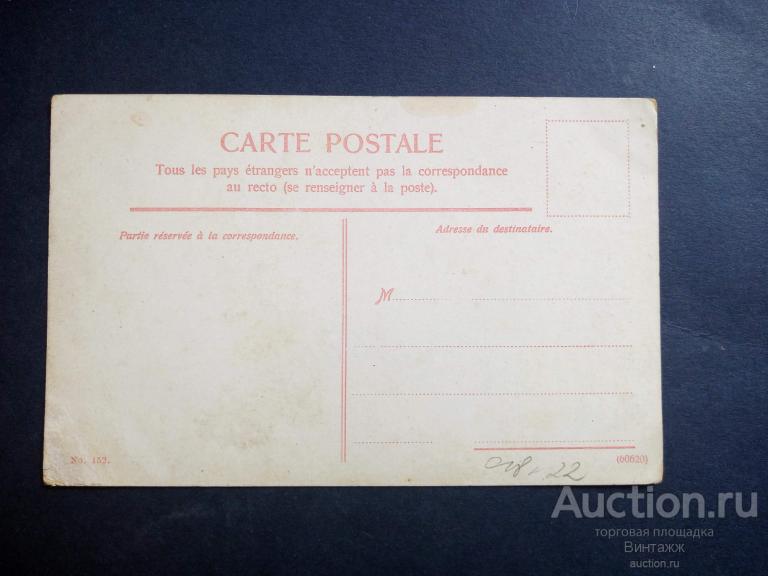 CARTE POSTALE
Tous les pays étrangers n'acceptent pas la correspondance
au recto (se renseigner à la poste).
Partie réservée à la correspondance.
Adresse du destinataire.
M
No. 152.
(60620)
22
Auction.ru
торговая площадка
Винтажж
auction.ru